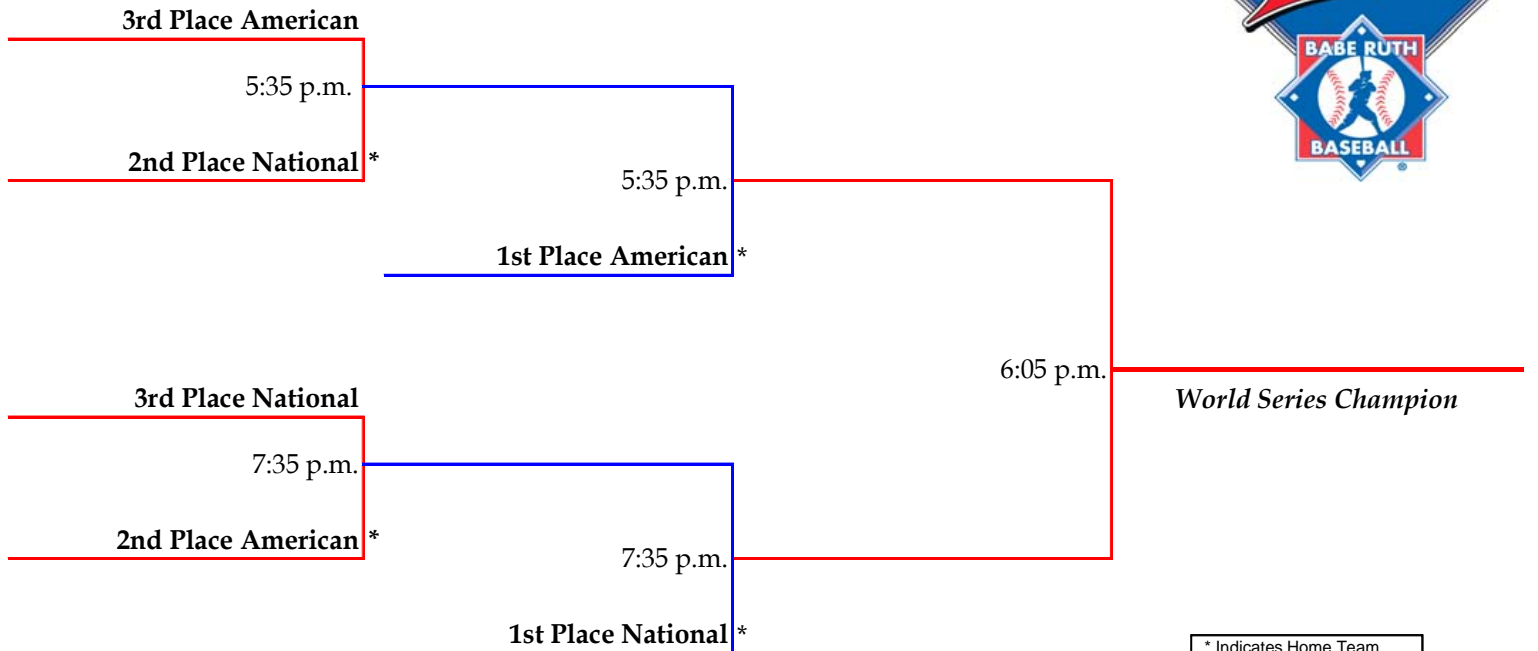 3rd Place American
BABE RUTH
5:35 p.m.
BASEBALL
®
2nd Place National *
5:35 p.m.
1st Place American *
6:05 p.m.
3rd Place National
World Series Champion
7:35 p.m.
2nd Place American *
7:35 p.m.
1st Place National *
* Indicates Home Team